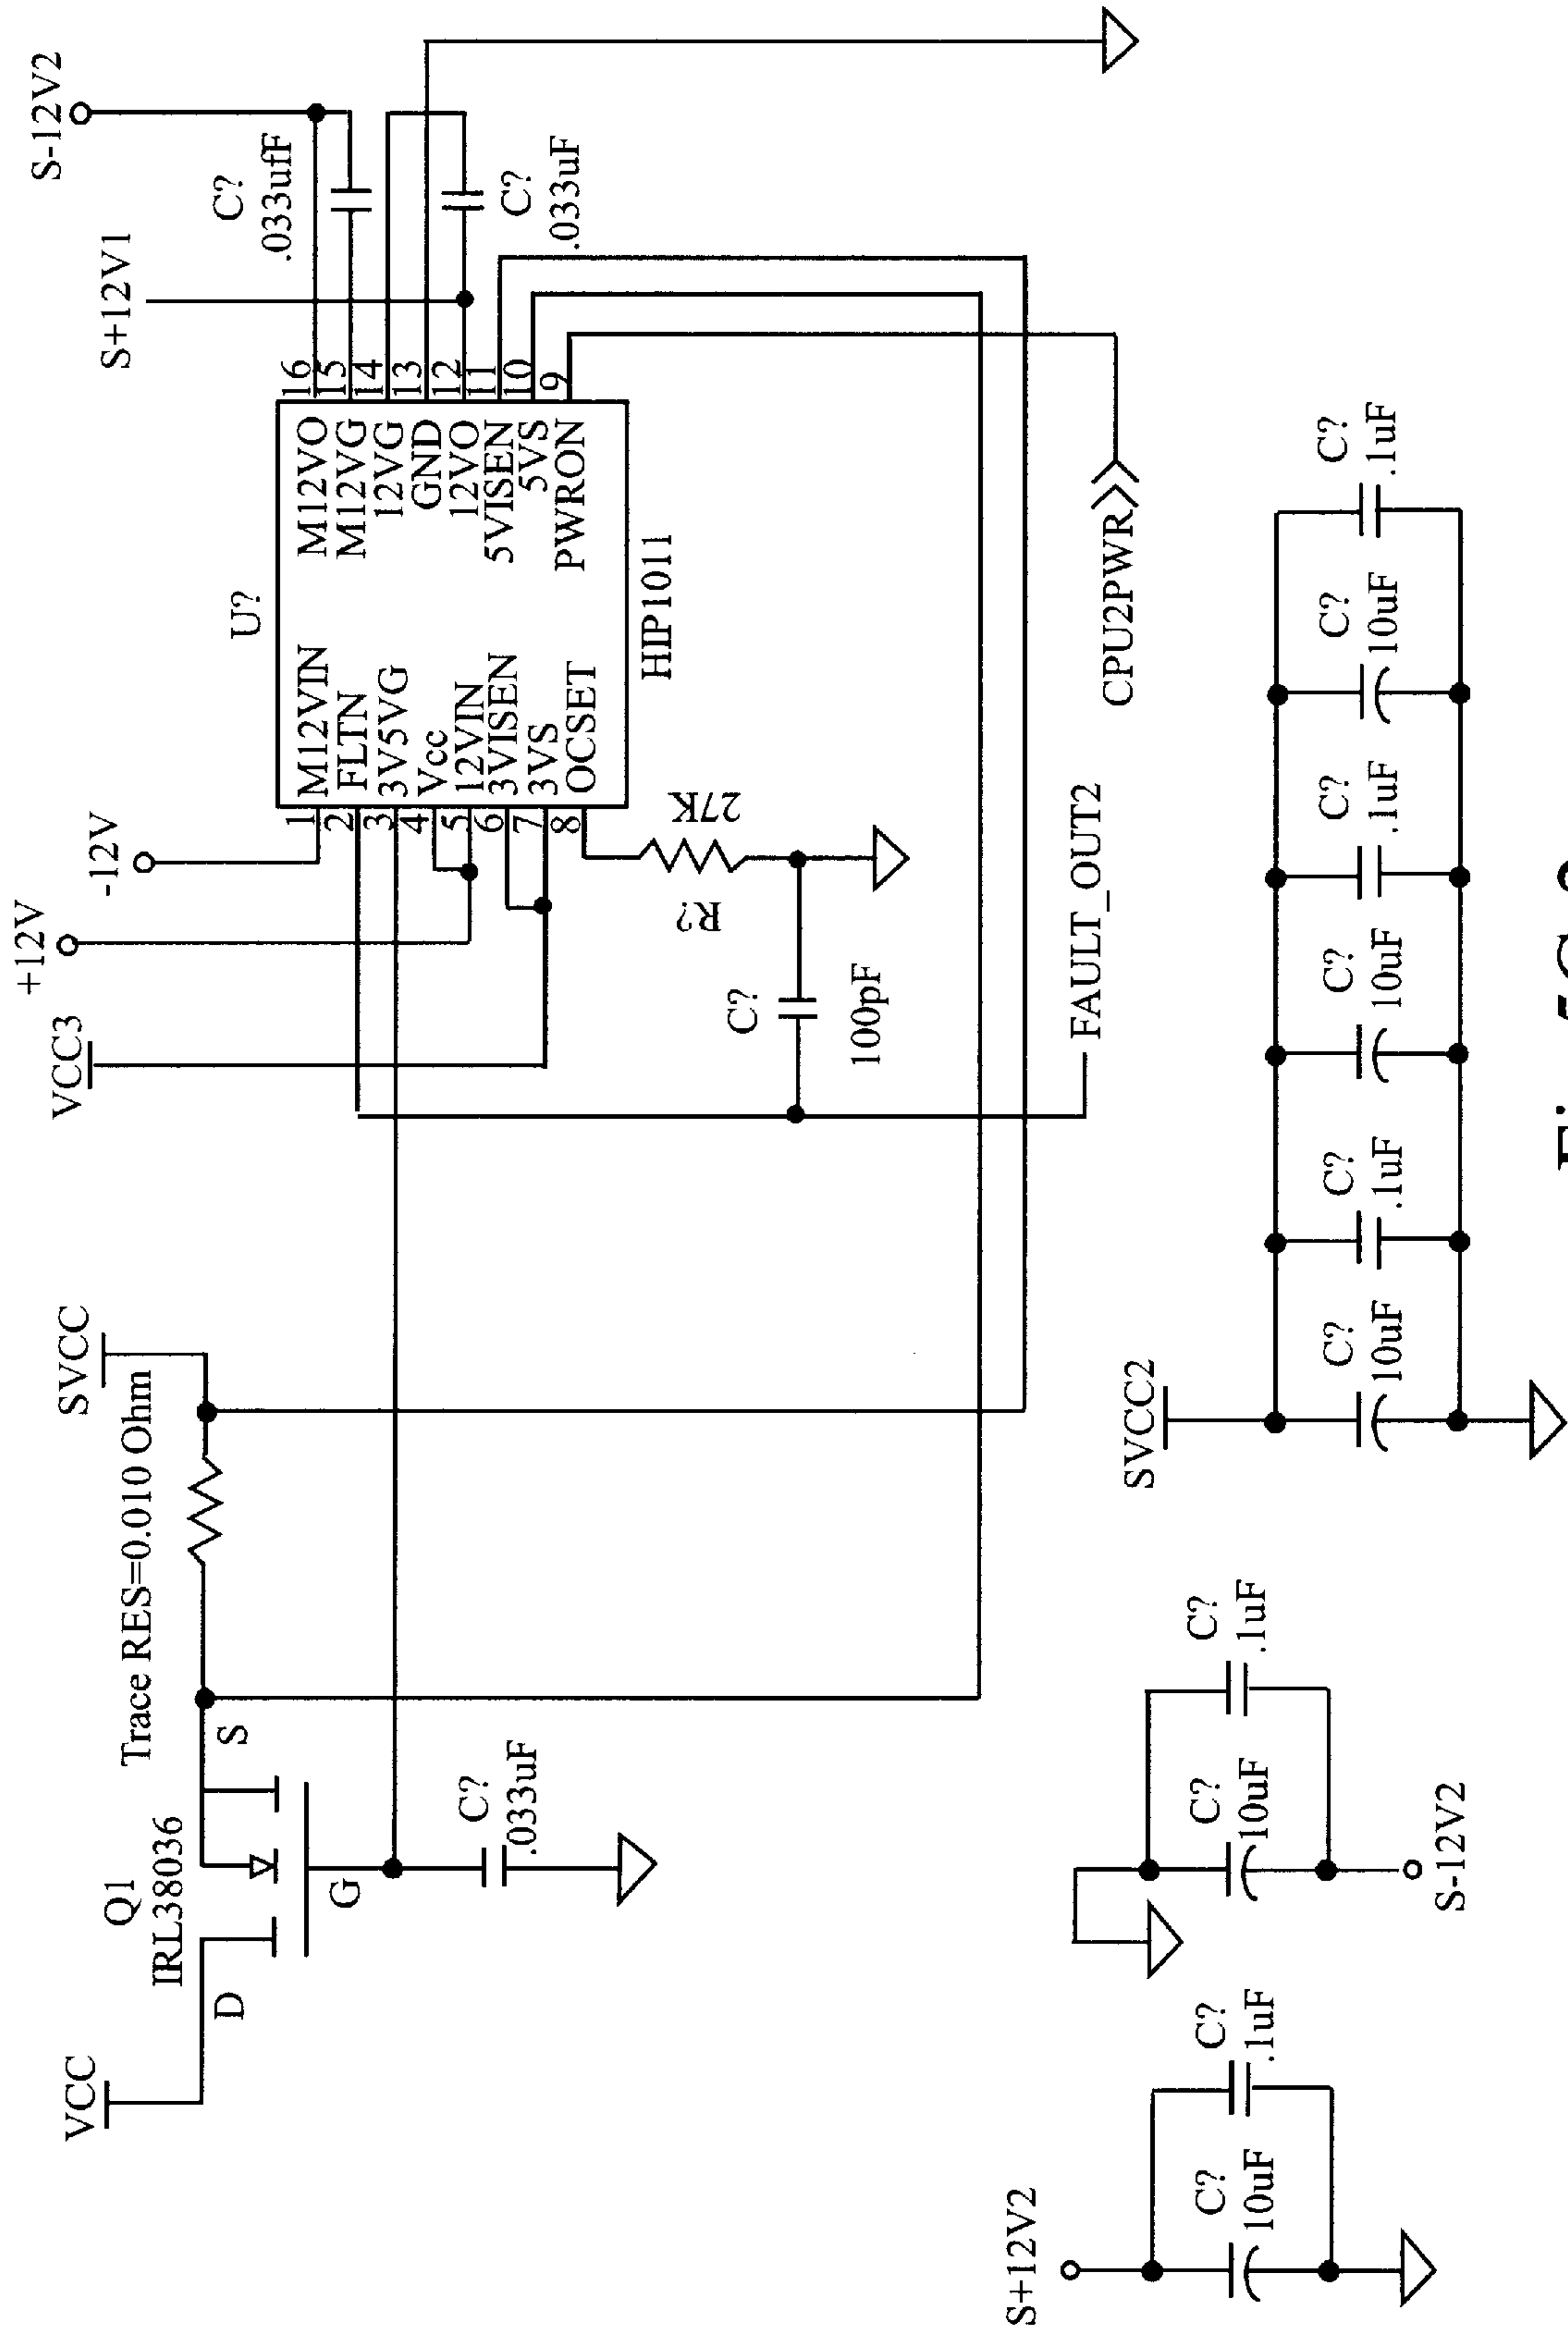 VCC
D
Q1
IRL38036
S
G
C?
.033uF
Trace RES=0.010 Ohm
SVCC
VCC3
+12V
-12V
U?
1
2
3
4
5
6
7
8
M12VIN
FLTN
3V5VG
Vcc
12VIN
3VISEN
3VS
OCSET
M12VO
M12VG
12VG
GND
12VO
5VISEN
5VS
PWRON
16
15
14
13
12
11
10
9
HIP1011
S+12V1
S-12V2
C?
.033ufF
C?
.033uF
R?
27K
C?
100pF
FAULT_OUT2
CPU2PWR
S+12V2
C?
10uF
C?
.1uF
C?
10uF
C?
.1uF
S-12V2
SVCC2
C?
10uF
C?
.1uF
C?
10uF
C?
.1uF
C?
10uF
C?
.1uF